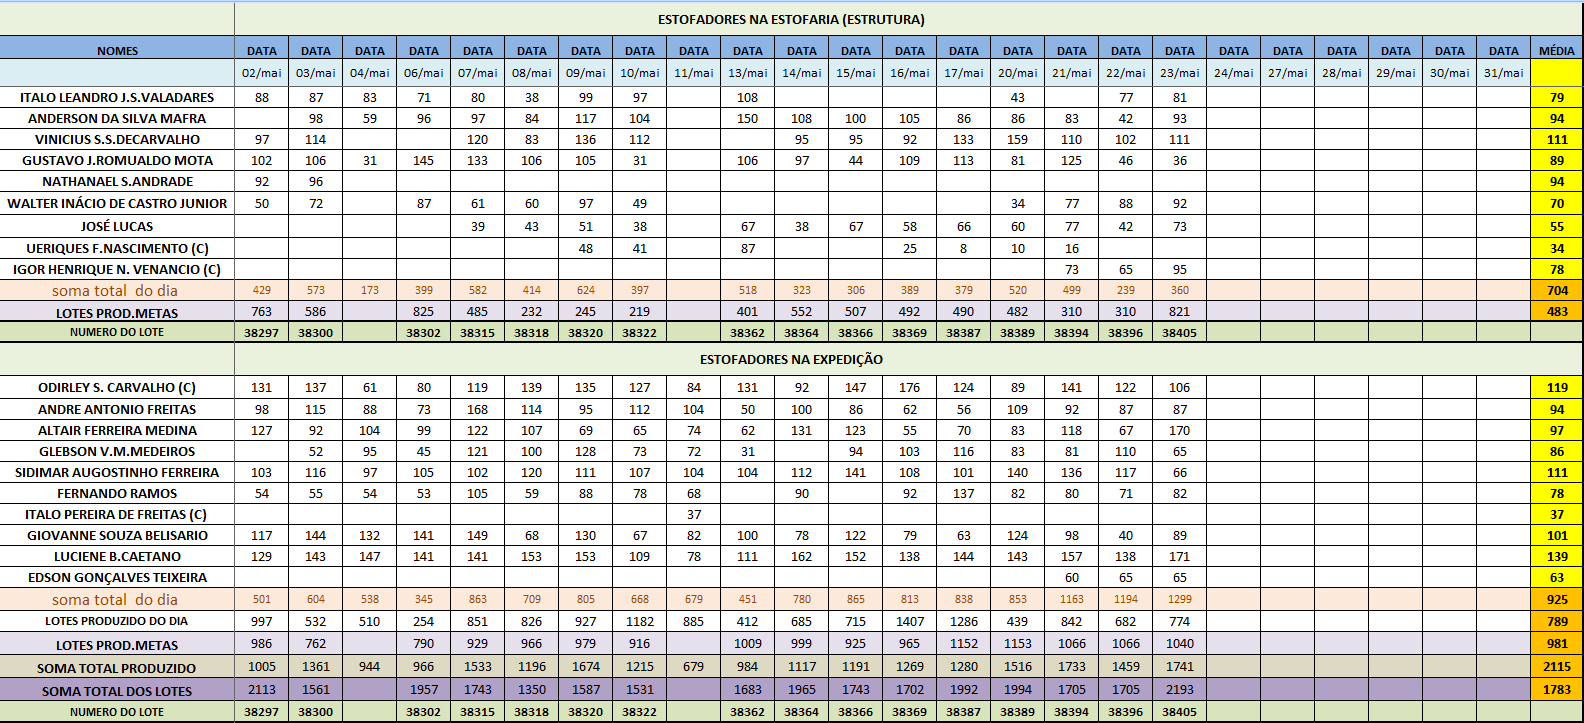 ESTOFADORES NA ESTOFARIA (ESTRUTURA)
NOMES DATA DATA DATA DATA DATA DATA DATA DATA DATA DATA DATA DATA DATA DATA DATA DATA DATA DATA DATA DATA DATA DATA DATA DATA MÉDIA
02/mai 03/mai 04/mai 06/mai 07/mai 08/mai 09/mai 10/mai 11/mai 13/mai 14/mai 15/mai 16/mai 17/mai 20/mai 21/mai 22/mai 23/mai 24/mai 27/mai 28/mai 29/mai 30/mai 31/mai
ITALO LEANDRO J.S.VALADARES 88 87 83 71 80 38 99 97 108 43 77 81 79
ANDERSON DA SILVA MAFRA 98 59 96 97 84 117 104 150 108 100 105 86 86 83 42 93 94
VINICIUS S.S.DECARVALHO 97 114 120 83 136 112 95 95 92 133 159 110 102 111 111
GUSTAVO J.ROMUALDO MOTA 102 106 31 145 133 106 105 31 106 97 44 109 113 81 125 46 36 89
NATHANAEL S.ANDRADE 92 96 94
WALTER INÁCIO DE CASTRO JUNIOR 50 72 87 61 60 97 49 34 77 88 92 70
JOSÉ LUCAS 39 43 51 38 67 38 67 58 66 60 77 42 73 55
UERIQUES F.NASCIMENTO (C) 48 41 87 25 8 10 16 34
IGOR HENRIQUE N. VENANCIO (C) 73 65 95 78
soma total do dia 429 573 173 399 582 414 624 397 518 323 306 389 379 520 499 239 360 704
LOTES PROD.METAS 763 586 825 485 232 245 219 401 552 507 492 490 482 310 310 821 483
NUMERO DO LOTE 38297 38300 38302 38315 38318 38320 38322 38362 38364 38366 38369 38387 38389 38394 38396 38405
ESTOFADORES NA EXPEDIÇÃO
ODIRLEY S. CARVALHO (C) 131 137 61 80 119 139 135 127 84 131 92 147 176 124 89 141 122 106 119
ANDRE ANTONIO FREITAS 98 115 88 73 168 114 95 112 104 50 100 86 62 56 109 92 87 87 94
ALTAIR FERREIRA MEDINA 127 92 104 99 122 107 69 65 74 62 131 123 55 70 83 118 67 170 97
GLEBSON V.M.MEDEIROS 52 95 45 121 100 128 73 72 31 94 103 116 83 81 110 65 86
SIDIMAR AUGOSTINHO FERREIRA 103 116 97 105 102 120 111 107 104 104 112 141 108 101 140 136 117 66 111
FERNANDO RAMOS 54 55 54 53 105 59 88 78 68 90 92 137 82 80 71 82 78
ITALO PEREIRA DE FREITAS (C) 37 37
GIOVANNE SOUZA BELISARIO 117 144 132 141 149 68 130 67 82 100 78 122 79 63 124 98 40 89 101
LUCIENE B.CAETANO 129 143 147 141 141 153 153 109 78 111 162 152 138 144 143 157 138 171 139
EDSON GONÇALVES TEIXEIRA 60 65 65 63
soma total do dia 501 604 538 345 863 709 805 668 679 451 780 865 813 838 853 1163 1194 1299 925
LOTES PRODUZIDO DO DIA 997 532 510 254 851 826 927 1182 885 412 685 715 1407 1286 439 842 682 774 789
LOTES PROD.METAS 986 762 790 929 966 979 916 1009 999 925 965 1152 1153 1066 1066 1040 981
SOMA TOTAL PRODUZIDO 1005 1361 944 966 1533 1196 1674 1215 679 984 1117 1191 1269 1280 1516 1733 1459 1741 2115
SOMA TOTAL DOS LOTES 2113 1561 1957 1743 1350 1587 1531 1683 1965 1743 1702 1992 1994 1705 1705 2193 1783
NUMERO DO LOTE 38297 38300 38302 38315 38318 38320 38322 38362 38364 38366 38369 38387 38389 38394 38396 38405